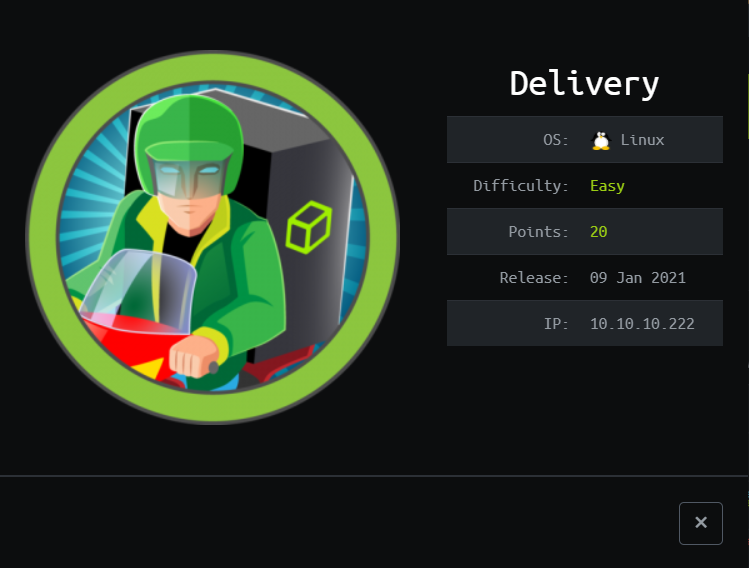 Delivery
OS: Linux
Difficulty: Easy
Points: 20
Release: 09 Jan 2021
IP: 10.10.10.222